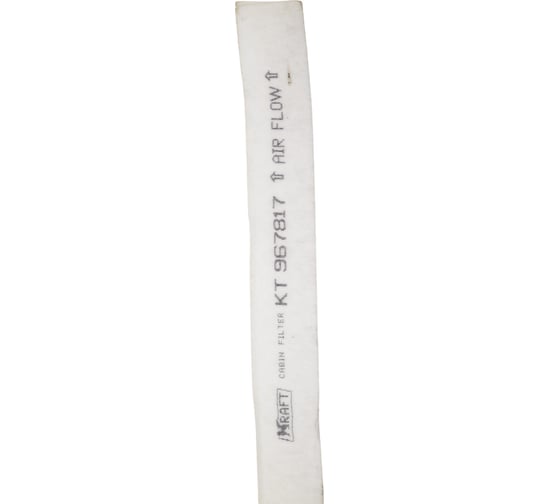 KRAFT CABIN FILTER KT 967817 ⇧ AIR FLOW ⇧